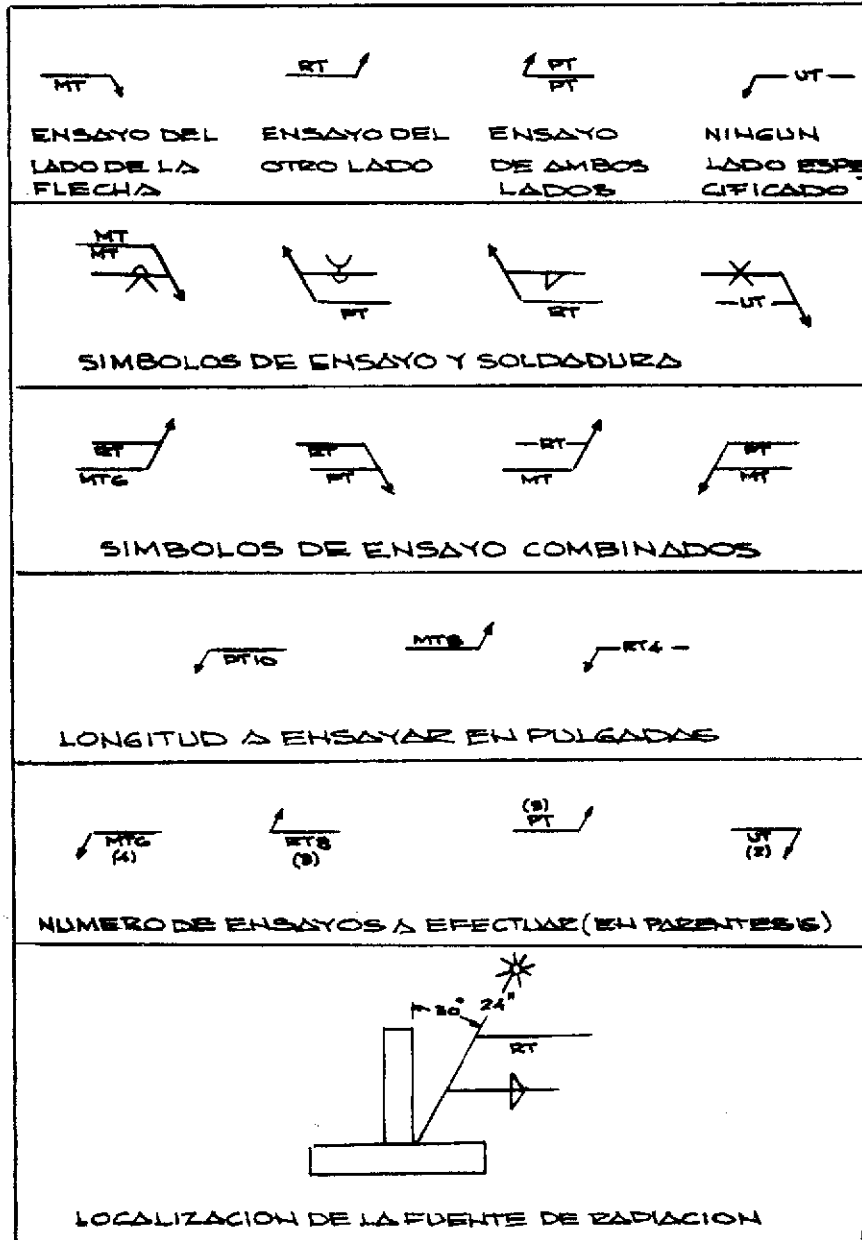 MT
RT
PT
PT
UT
ENSAYO DEL LADO DE LA FLECHA
ENSAYO DEL OTRO LADO
ENSAYO DE AMBOS LADOS
NINGUN LADO ESPECIFICADO
MT
MT
PT
RT
UT
SIMBOLOS DE ENSAYO Y SOLDADURA
RT
MT6
RT
PT
RT
MT
PT
MT
SIMBOLOS DE ENSAYO COMBINADOS
PT10
MT8
RT4
LONGITUD A ENSAYAR EN PULGADAS
MT6
(4)
RT8
(3)
PT
UT
(2)
NUMERO DE ENSAYOS A EFECTUAR (EN PARENTESIS)
30° 24"
RT
LOCALIZACION DE LA FUENTE DE RADIACION